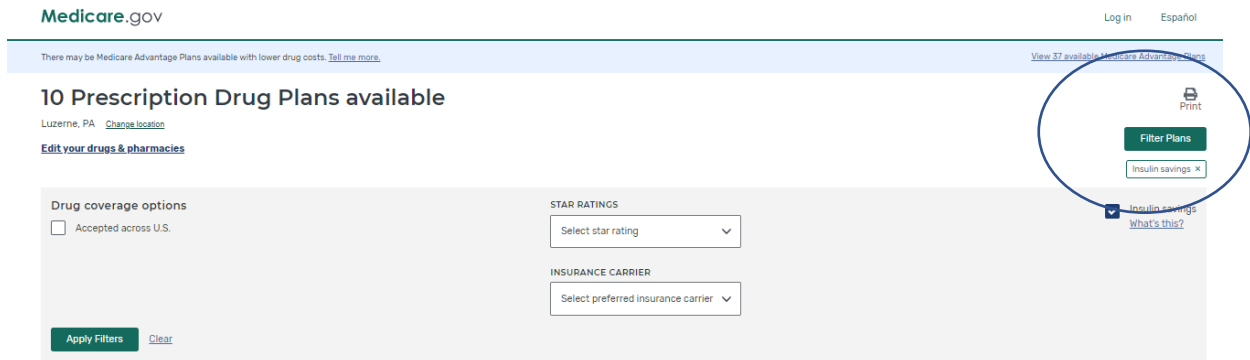 Medicare.gov
Log in Español
There may be Medicare Advantage Plans available with lower drug costs. Tell me more.
View 37 available Medicare Advantage Plans
10 Prescription Drug Plans available
Print
Luzerne, PA Change location
Filter Plans
Edit your drugs & pharmacies
Insulin savings ×
Drug coverage options
Accepted across U.S.
STAR RATINGS
Select star rating
INSURANCE CARRIER
Select preferred insurance carrier
Insulin savings
What's this?
Apply Filters Clear